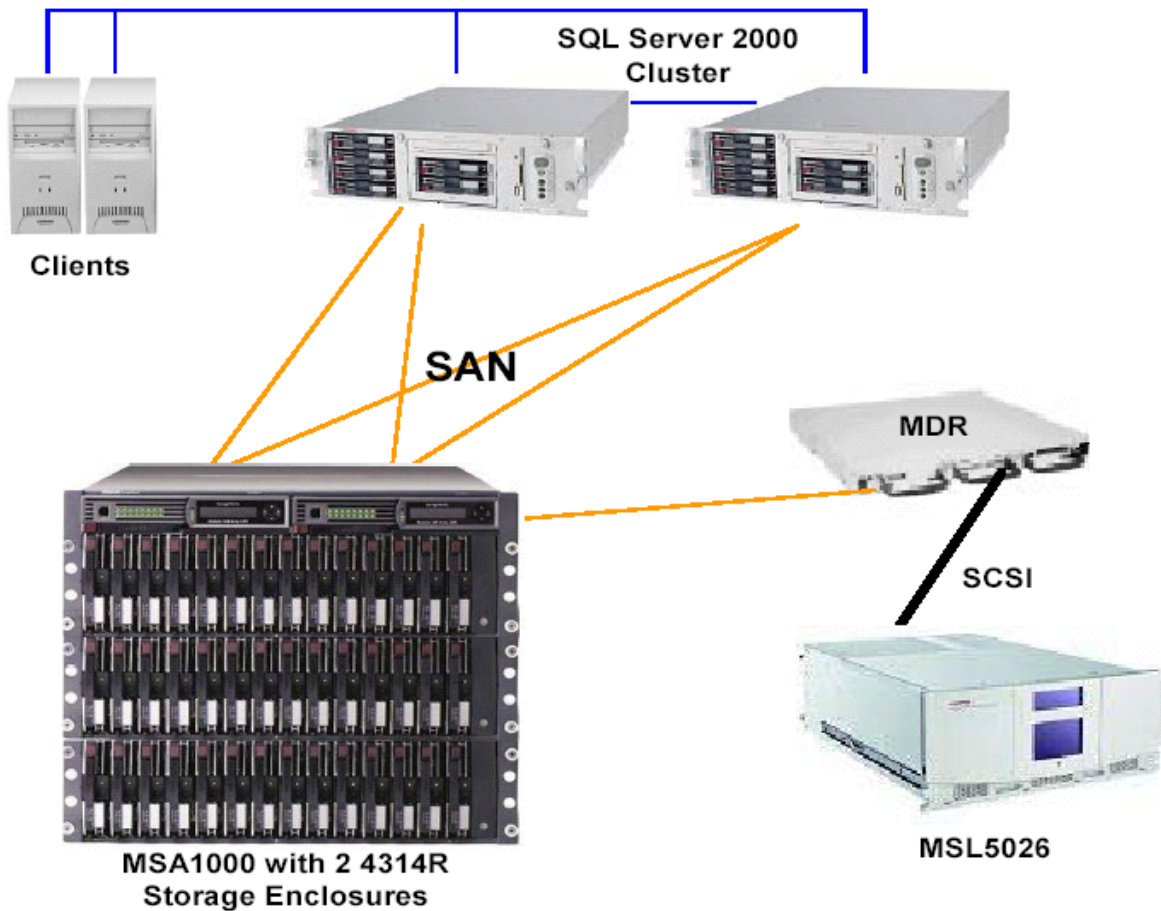 SQL Server 2000
Cluster
Clients
SAN
MDR
SCSI
MSL5026
MSA1000 with 2 4314R
Storage Enclosures